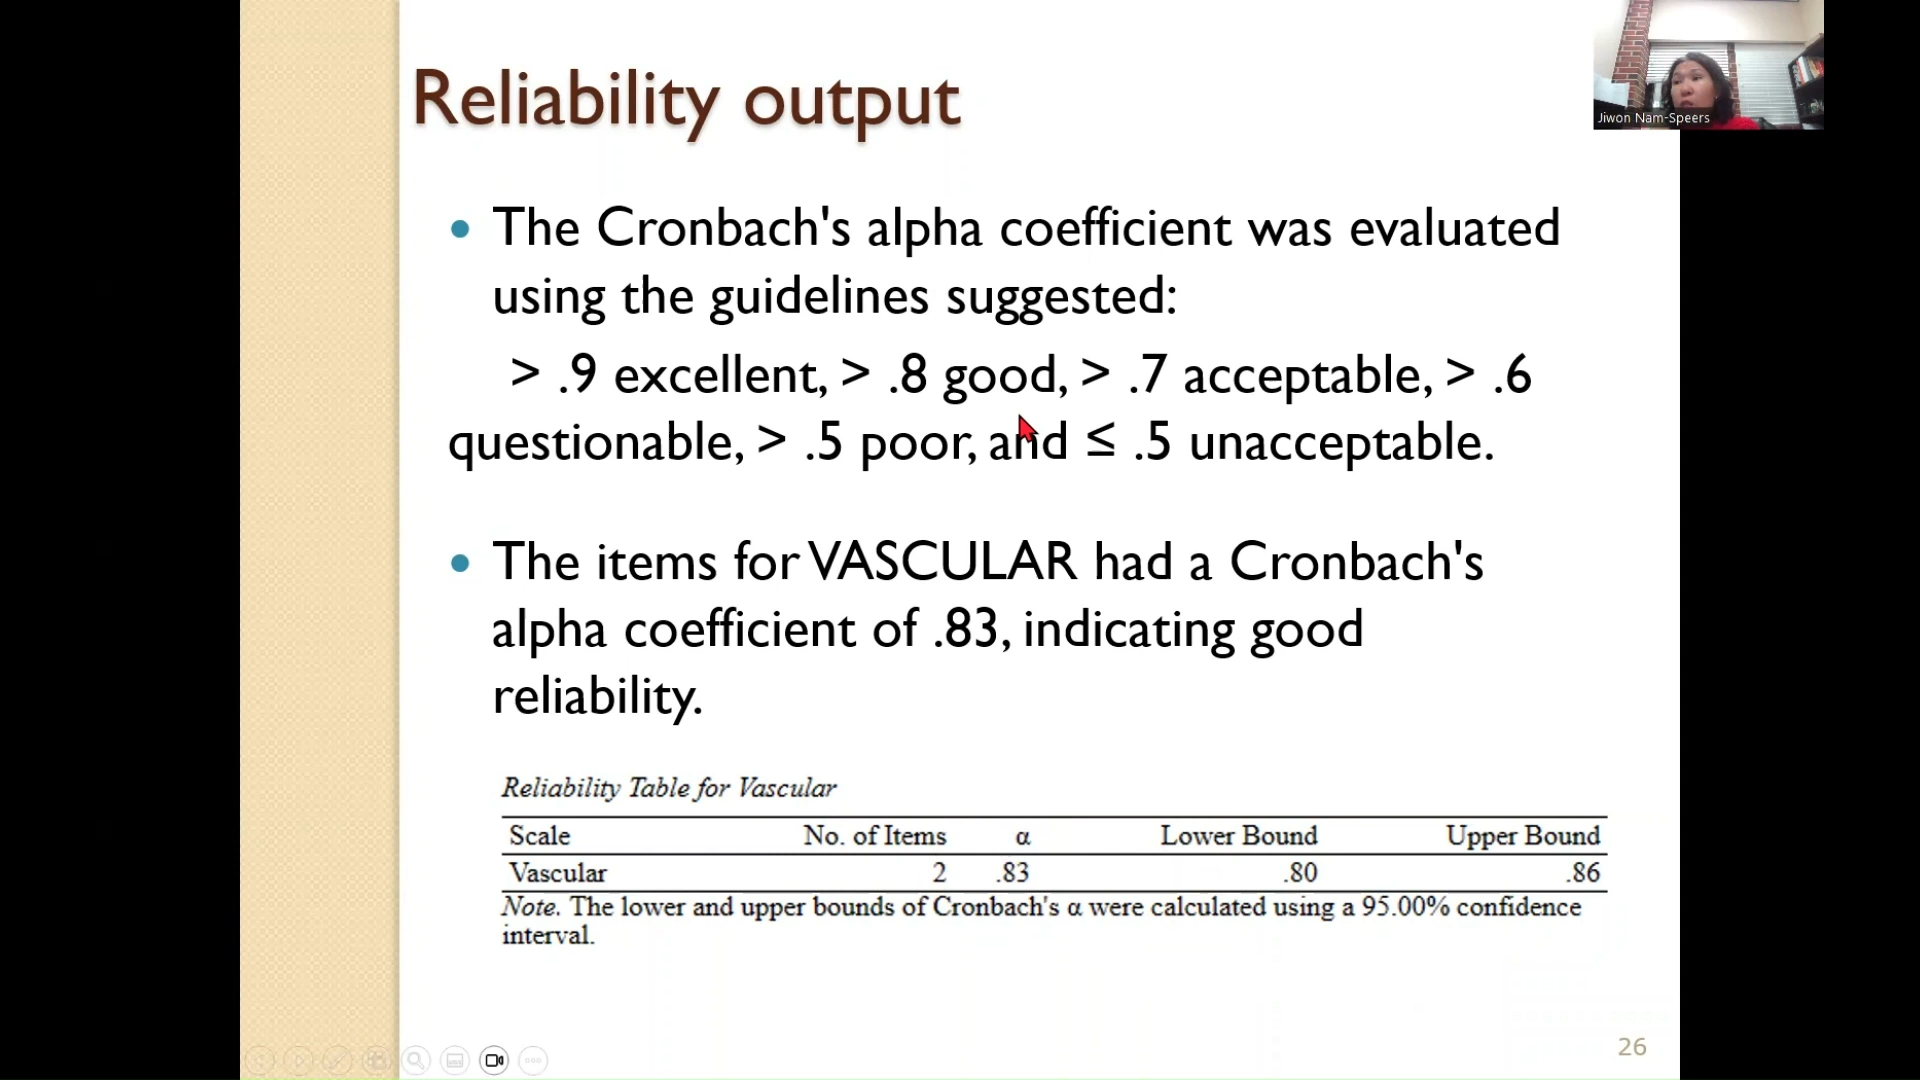 Reliability output
Jiwon Nam-Speers
• The Cronbach's alpha coefficient was evaluated
using the guidelines suggested:
> .9 excellent, > .8 good, > .7 acceptable, > .6
questionable, > .5 poor, and ≤ .5 unacceptable.
• The items for VASCULAR had a Cronbach's
alpha coefficient of .83, indicating good
reliability.
Reliability Table for Vascular
Scale No. of Items α Lower Bound Upper Bound
Vascular 2 .83 .80 .86
Note. The lower and upper bounds of Cronbach's α were calculated using a 95.00% confidence
interval.
26